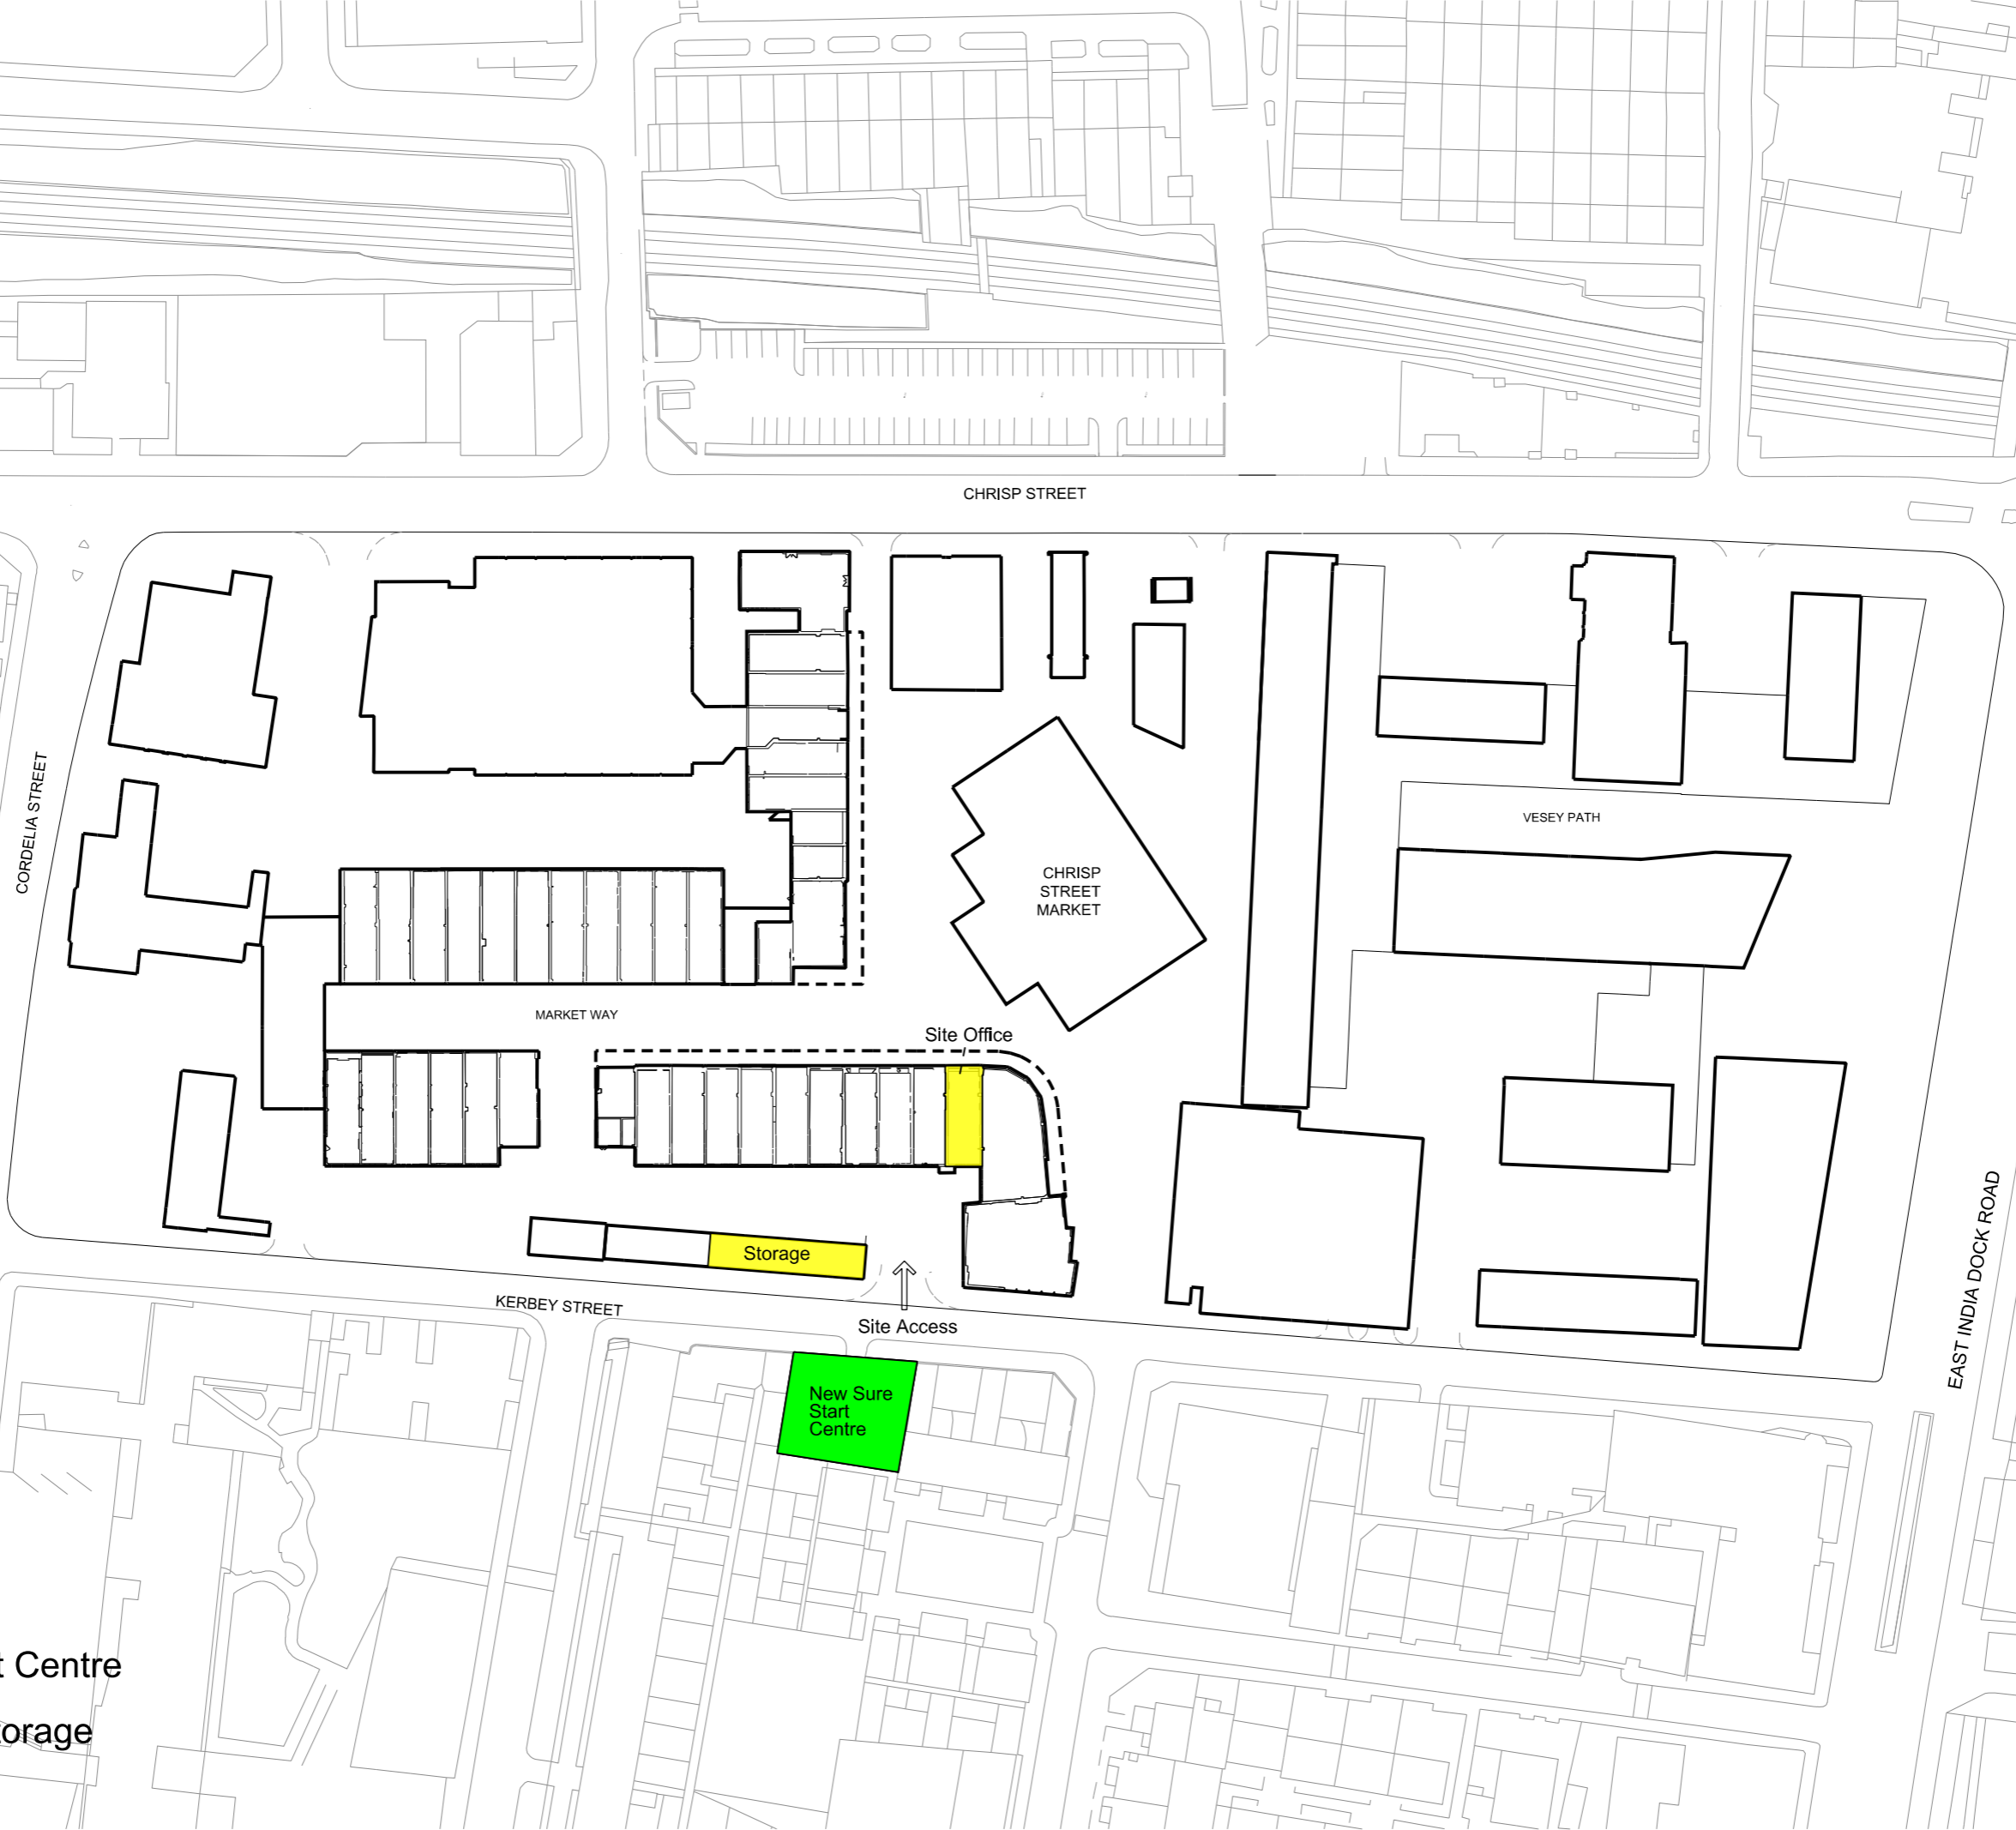 CHRISP STREET
CORDELIA STREET
VESEY PATH
CHRISP
STREET
MARKET
MARKET WAY
Site Office
Storage
KERBEY STREET
Site Access
EAST INDIA DOCK ROAD
New Sure
Start
Centre
t Centre
torage